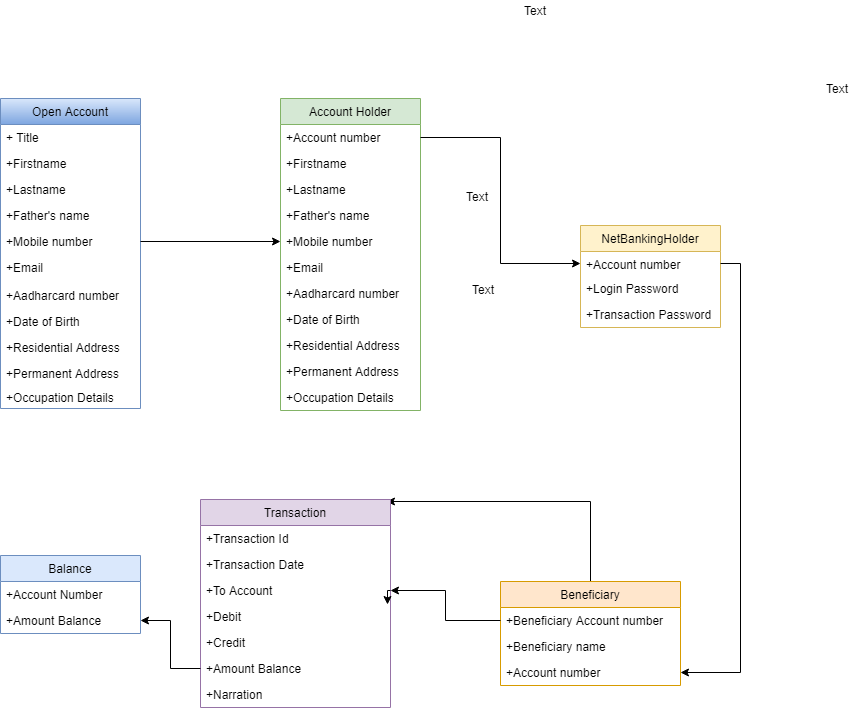 Text
Text
Open Account
+ Title
+Firstname
+Lastname
+Father's name
+Mobile number
+Email
+Aadharcard number
+Date of Birth
+Residential Address
+Permanent Address
+Occupation Details
Account Holder
+Account number
+Firstname
+Lastname
+Father's name
+Mobile number
+Email
+Aadharcard number
+Date of Birth
+Residential Address
+Permanent Address
+Occupation Details
Text
Text
NetBankingHolder
+Account number
+Login Password
+Transaction Password
Balance
+Account Number
+Amount Balance
Transaction
+Transaction Id
+Transaction Date
+To Account
+Debit
+Credit
+Amount Balance
+Narration
Beneficiary
+Beneficiary Account number
+Beneficiary name
+Account number